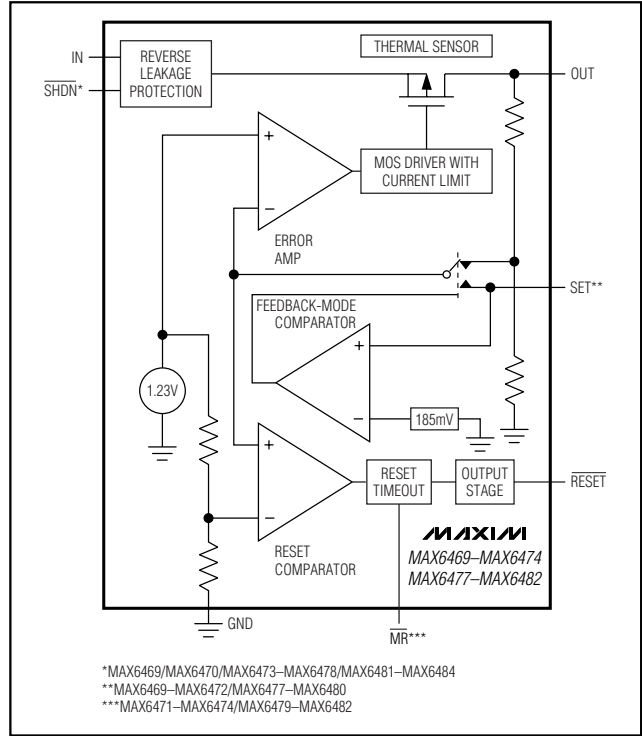 THERMAL SENSOR
IN
REVERSE
LEAKAGE
PROTECTION
SHDN*
OUT
+
MOS DRIVER WITH
CURRENT LIMIT
−
ERROR
AMP
SET**
FEEDBACK-MODE
COMPARATOR
+
1.23V
−
185mV
+
RESET
TIMEOUT
OUTPUT
STAGE
RESET
−
RESET
COMPARATOR
MAXIM
MAX6469–MAX6474
MAX6477–MAX6482
GND
MR***
*MAX6469/MAX6470/MAX6473–MAX6478/MAX6481–MAX6484
**MAX6469–MAX6472/MAX6477–MAX6480
***MAX6471–MAX6474/MAX6479–MAX6482